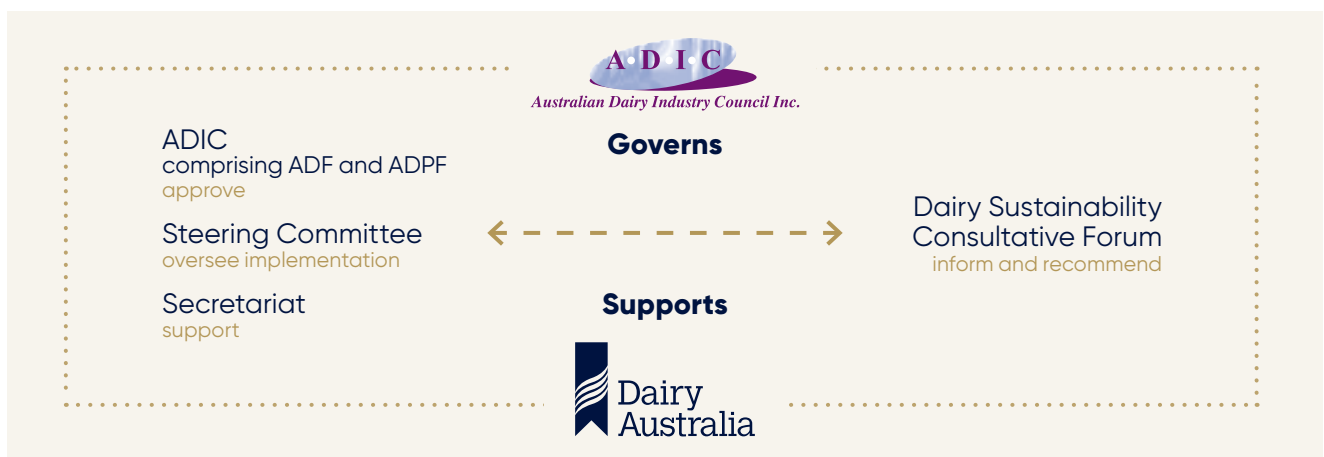 A·D·I·C
Australian Dairy Industry Council Inc.
Governs
ADIC
comprising ADF and ADPF
approve
Steering Committee
oversee implementation
Secretariat
support
Dairy Sustainability
Consultative Forum
inform and recommend
Supports
Dairy
Australia